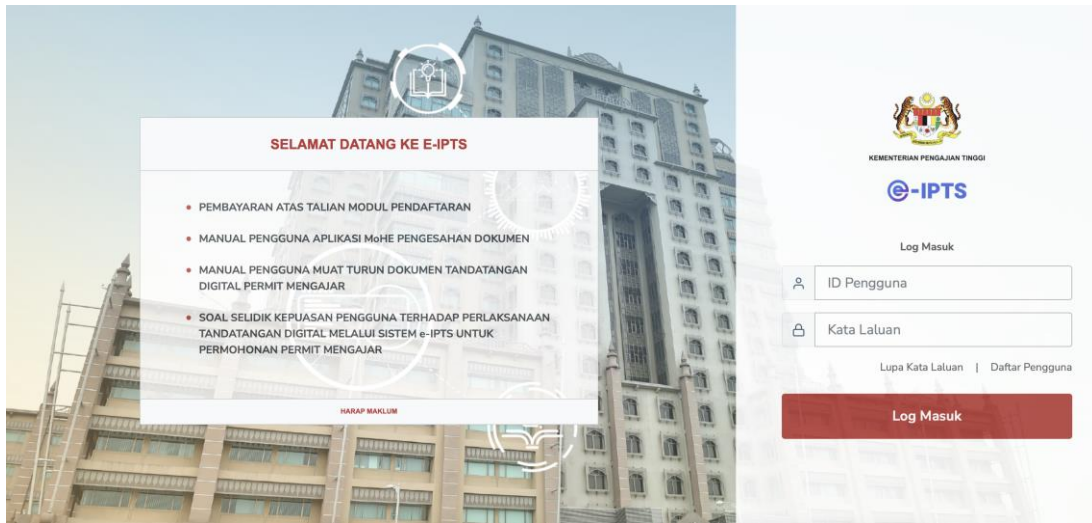 SELAMAT DATANG KE E-IPTS
PEMBAYARAN ATAS TALIAN MODUL PENDAFTARAN
MANUAL PENGGUNA APLIKASI MoHE PENGESAHAN DOKUMEN
MANUAL PENGGUNA MUAT TURUN DOKUMEN TANDATANGAN
DIGITAL PERMIT MENGAJAR
SOAL SELIDIK KEPUASAN PENGGUNA TERHADAP PERLAKSANAAN
TANDATANGAN DIGITAL MELALUI SISTEM e-IPTS UNTUK
PERMOHONAN PERMIT MENGAJAR
HARAP MAKLUM
KEMENTERIAN PENGAJIAN TINGGI
e-IPTS
Log Masuk
ID Pengguna
Kata Laluan
Lupa Kata Laluan | Daftar Pengguna
Log Masuk